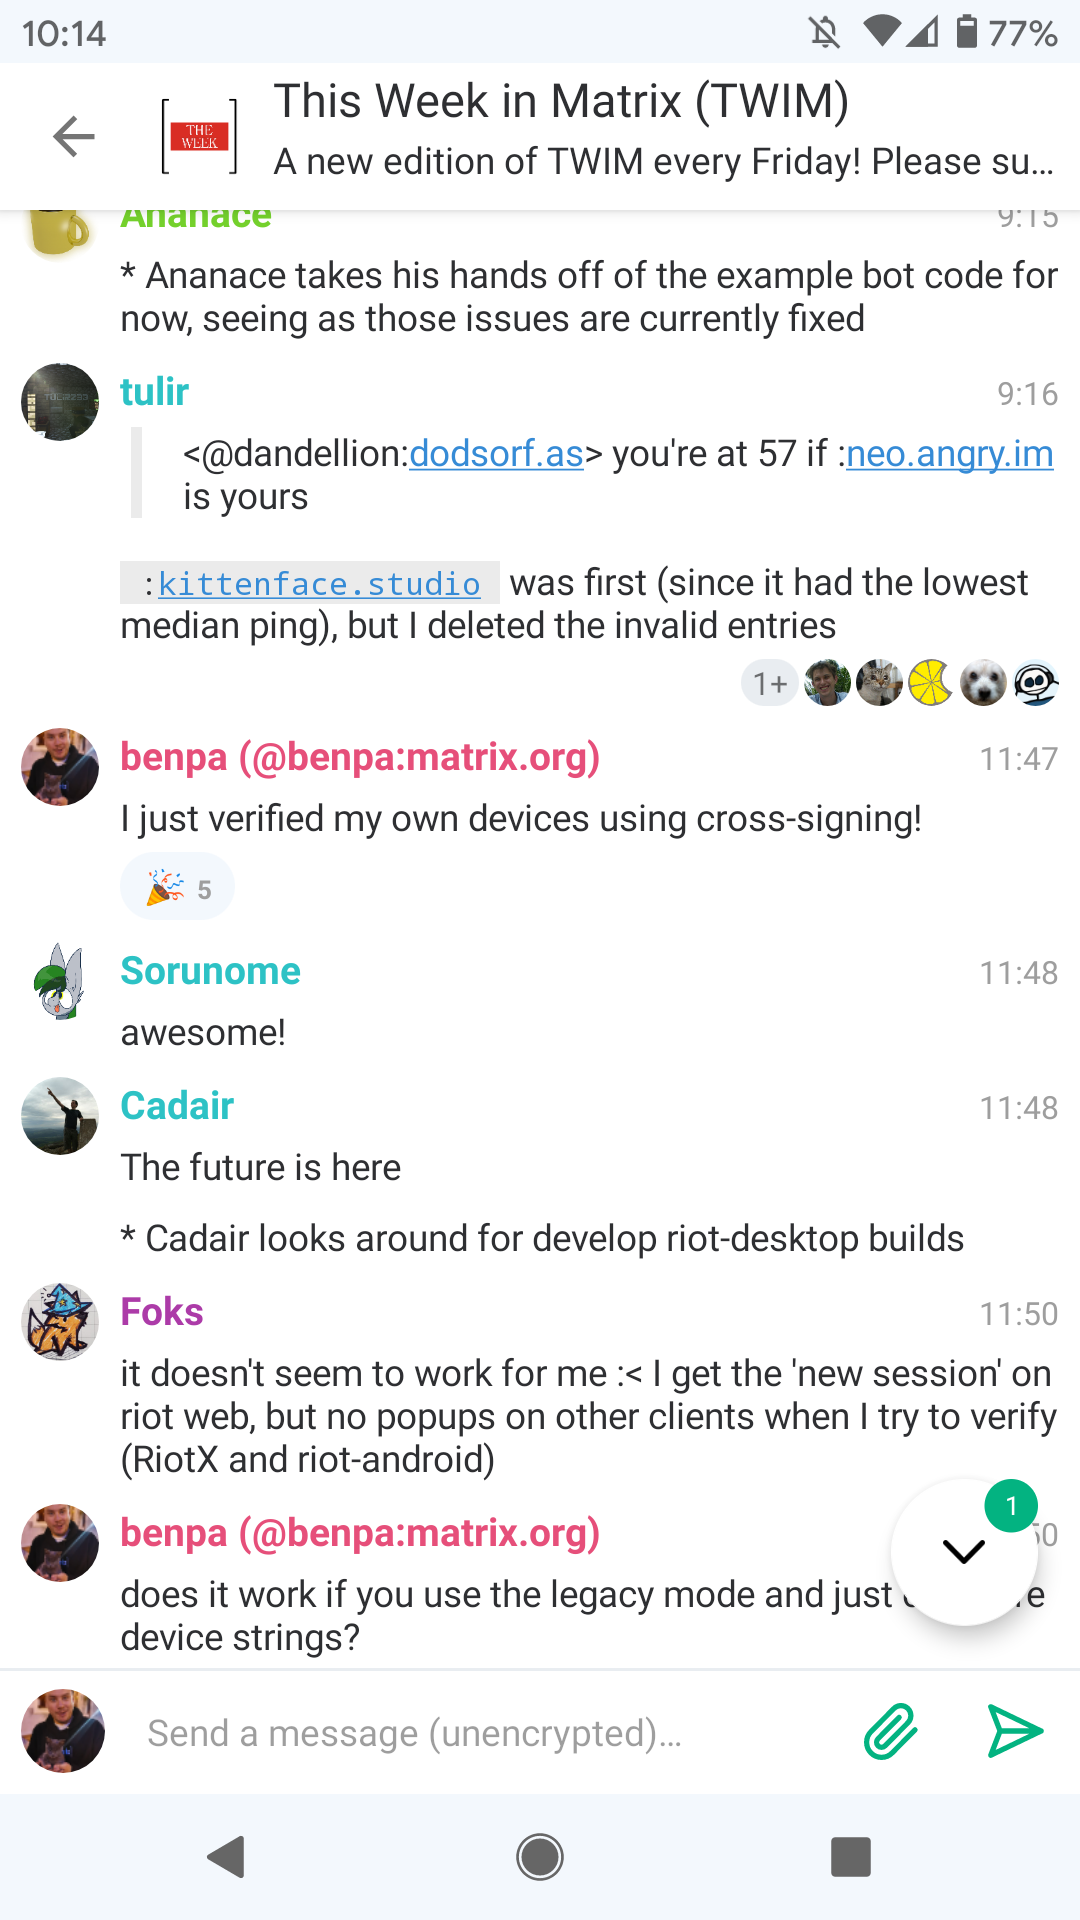 10:14
77%
This Week in Matrix (TWIM)
THE
WEEK
A new edition of TWIM every Friday! Please su...
Ananace
9:15
* Ananace takes his hands off of the example bot code for
now, seeing as those issues are currently fixed
tulir
9:16
<@dandellion:dodsorf.as> you're at 57 if :neo.angry.im
is yours
:kittenface.studio was first (since it had the lowest
median ping), but I deleted the invalid entries
1+
benpa (@benpa:matrix.org)
11:47
I just verified my own devices using cross-signing!
5
Sorunome
11:48
awesome!
Cadair
11:48
The future is here
* Cadair looks around for develop riot-desktop builds
Foks
11:50
it doesn't seem to work for me :< I get the 'new session' on
riot web, but no popups on other clients when I try to verify
(RiotX and riot-android)
1
benpa (@benpa:matrix.org)
does it work if you use the legacy mode and just
device strings?
Send a message (unencrypted)...